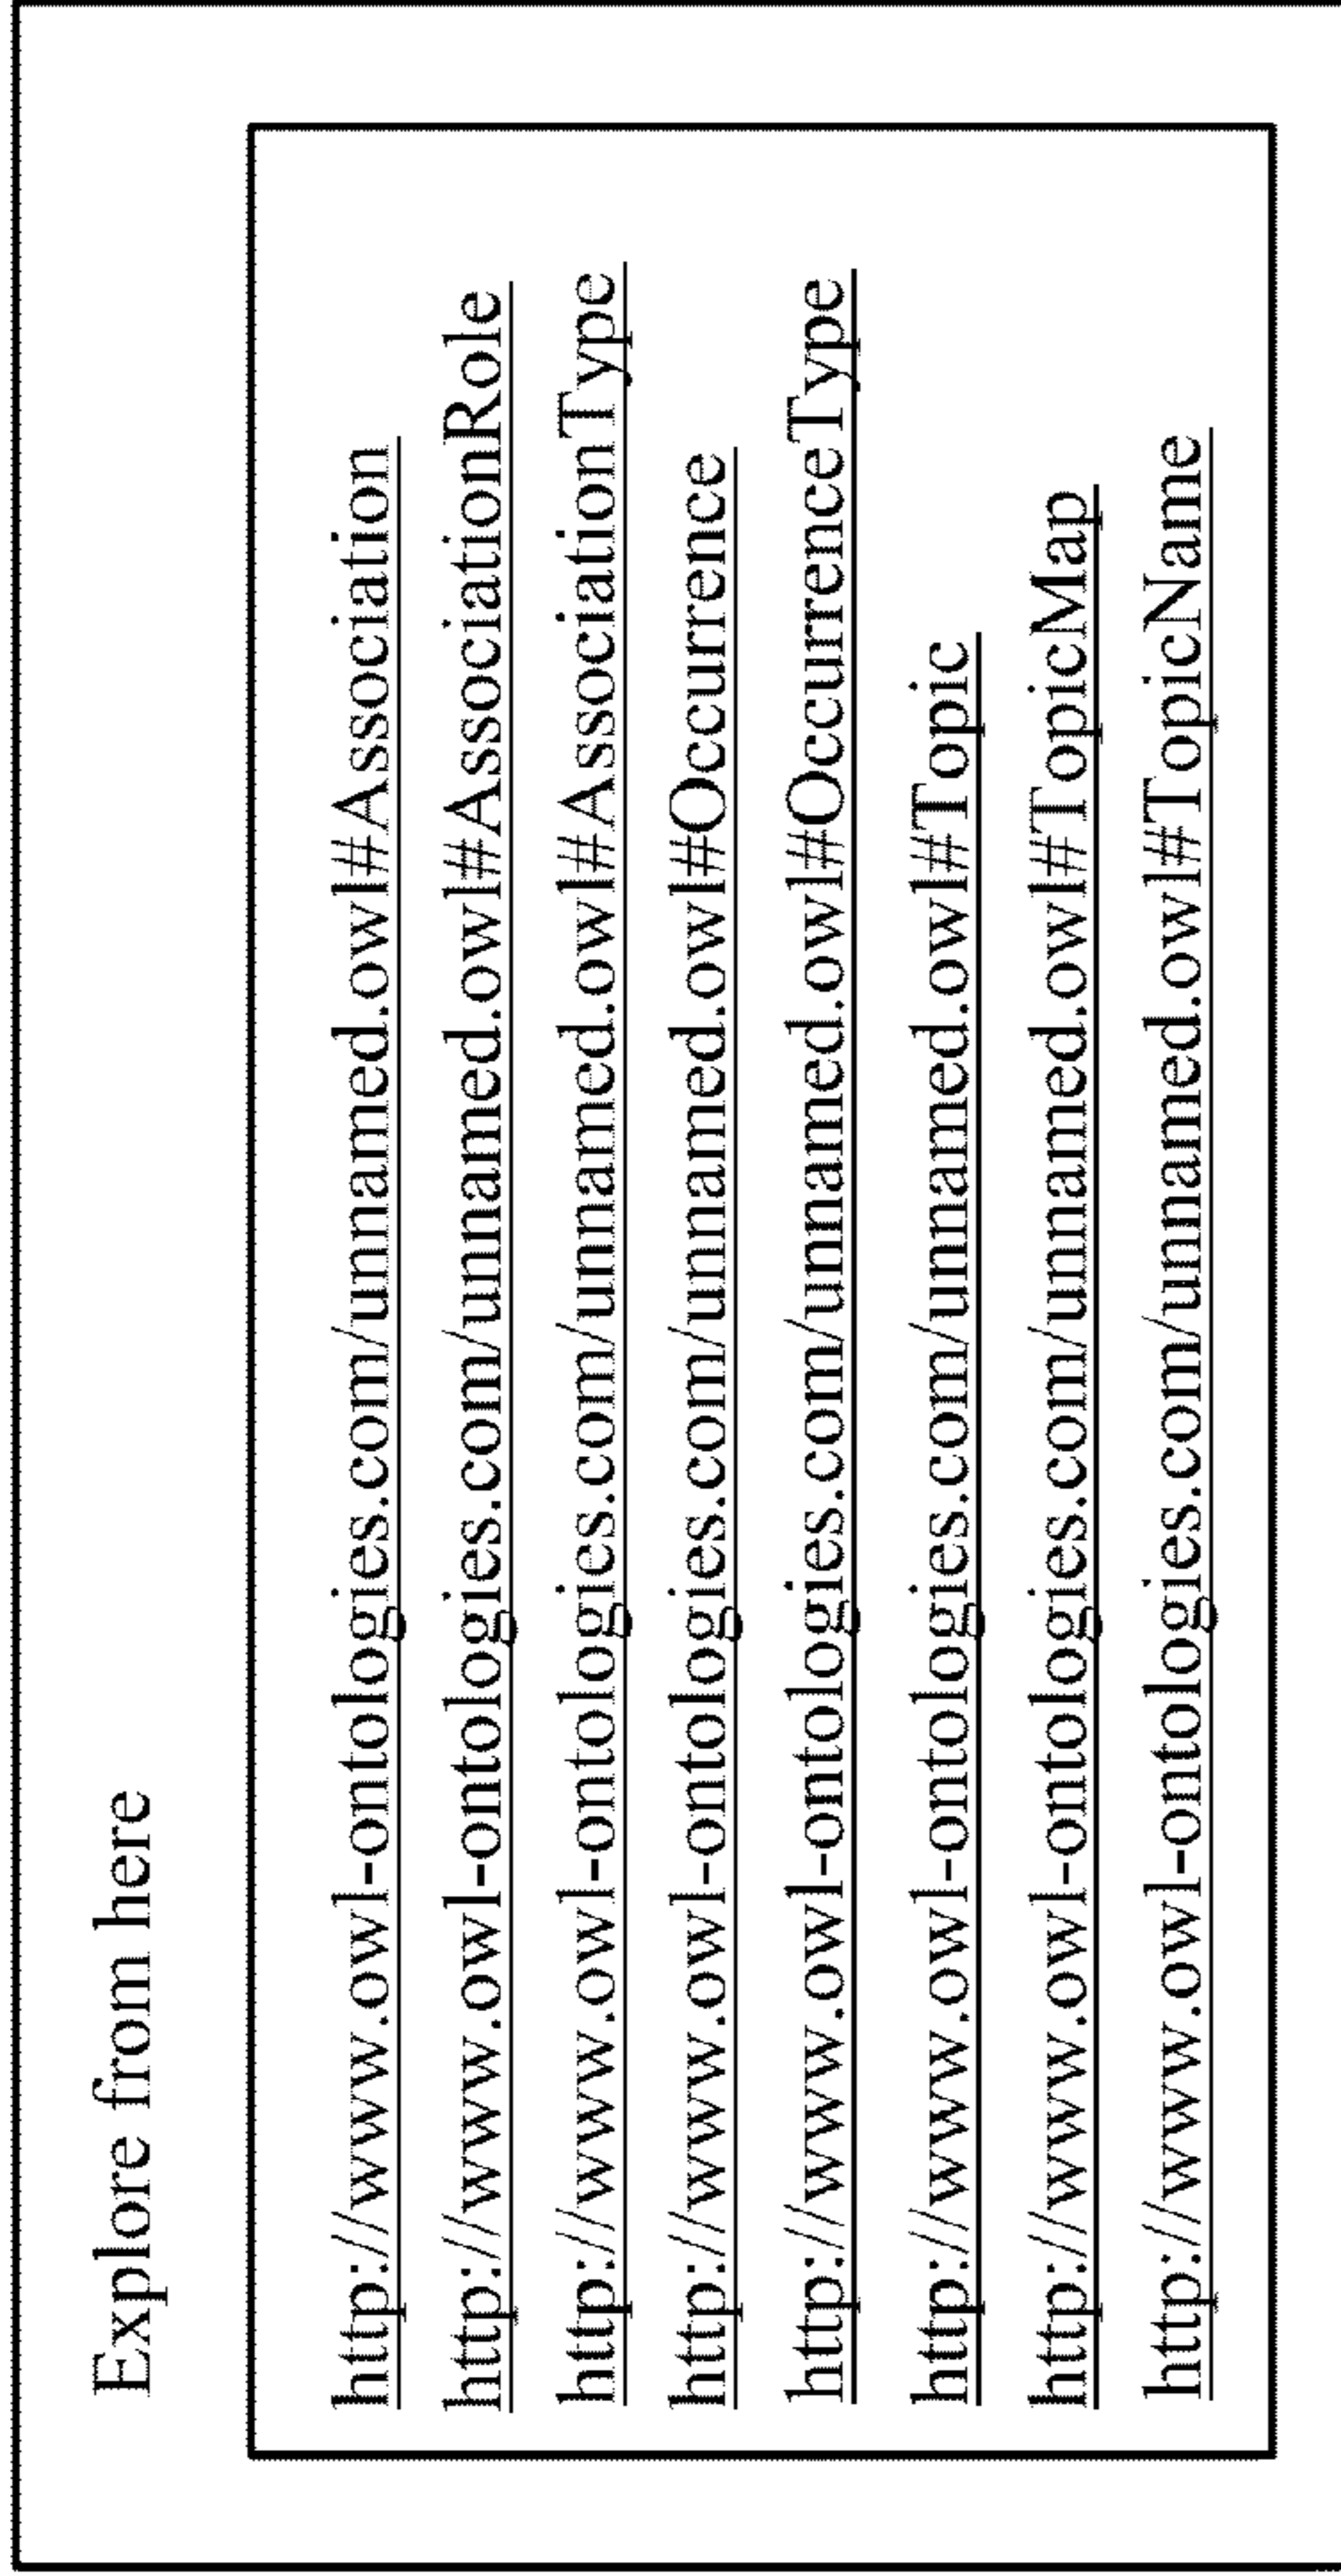 Explore from here
http://www.owl-ontologies.com/unnamed.owl#Association
http://www.owl-ontologies.com/unnamed.owl#AssociationRole
http://www.owl-ontologies.com/unnamed.owl#AssociationType
http://www.owl-ontologies.com/unnamed.owl#Occurrence
http://www.owl-ontologies.com/unnamed.owl#OccurrenceType
http://www.owl-ontologies.com/unnamed.owl#Topic
http://www.owl-ontologies.com/unnamed.owl#TopicMap
http://www.owl-ontologies.com/unnamed.owl#TopicName